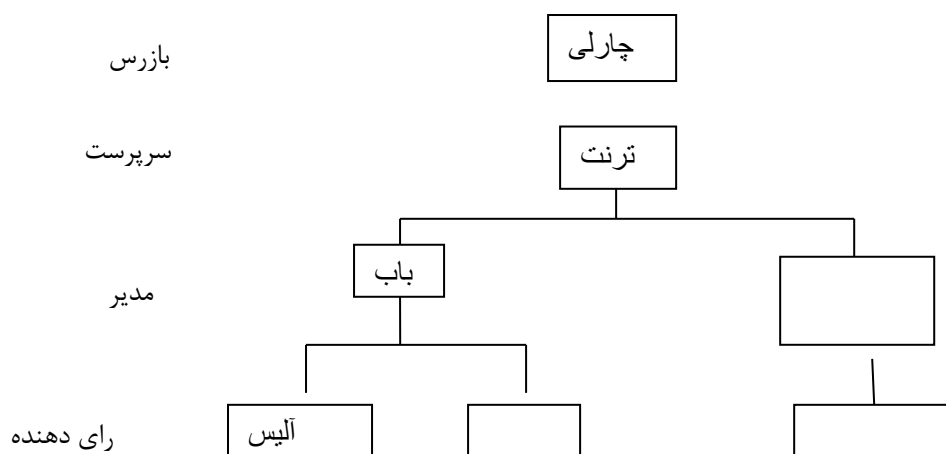 بازرس
چارلی
سرپرست
ترنت
مدیر
باب
رای دهنده
آلیس